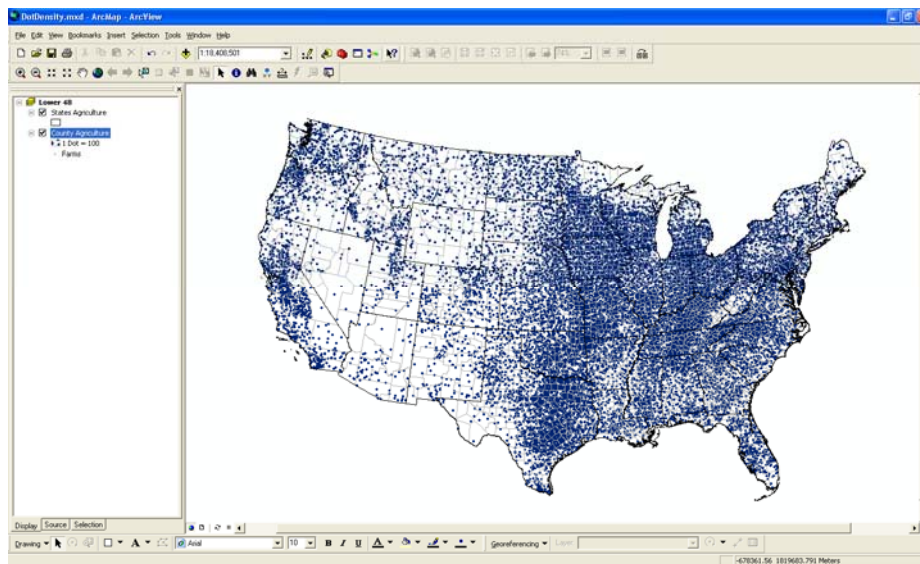 DotDensity.mxd - ArcMap - ArcView
File Edit View Bookmarks Insert Selection Tools Window Help
1:18,400,501
Lower 48
States Agriculture
County Agriculture
1 Dot = 100
Farms
Display Source Selection
Drawing Arial 10 B I U A Georeferencing Layer:
-678361.56 1819683.791 Meters